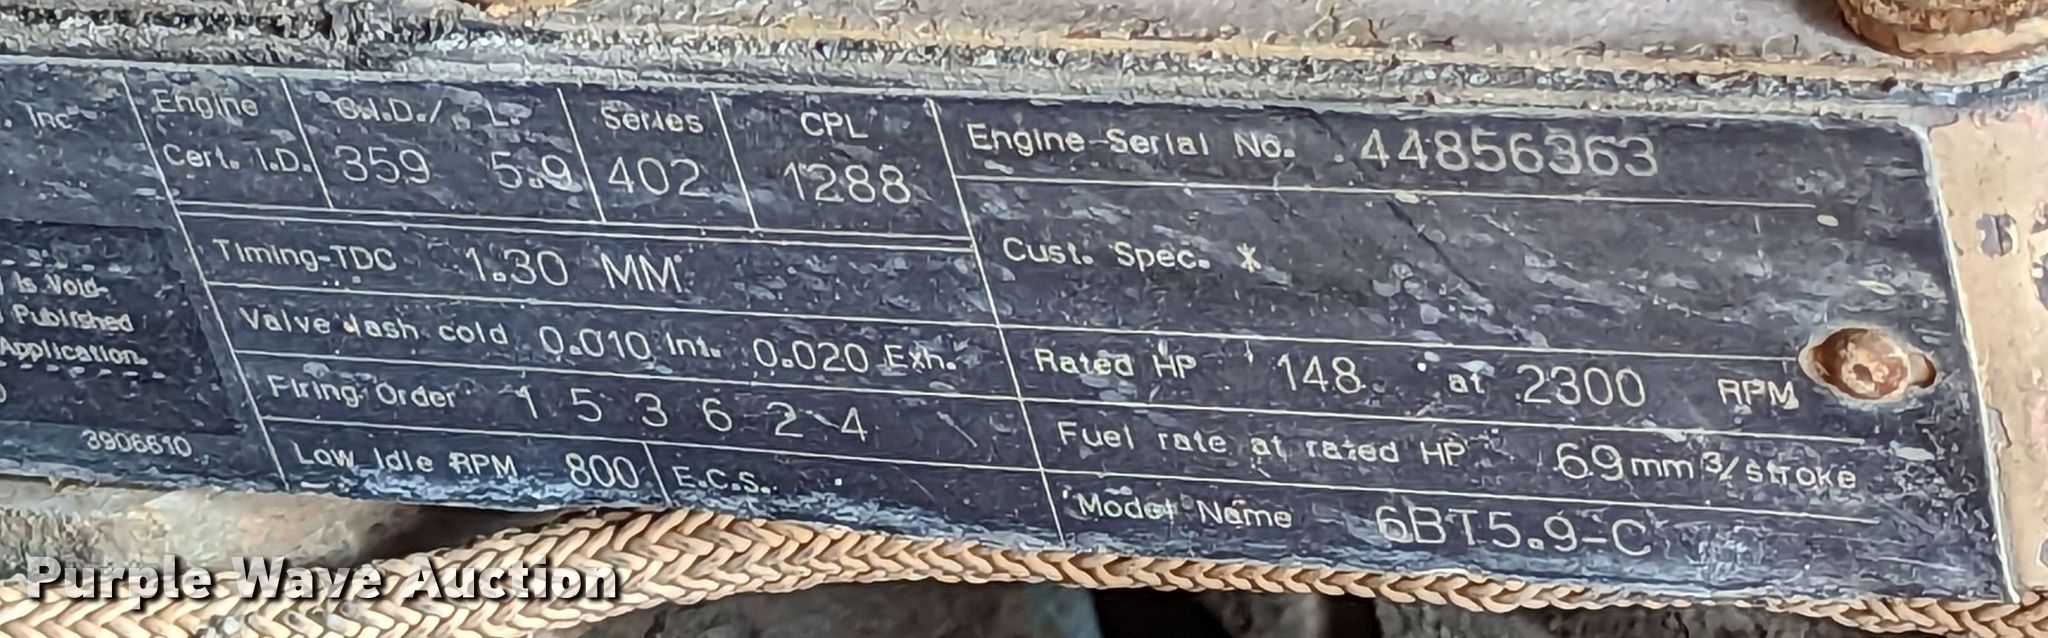 . Inc
Engine
Cert. I.D.
C.I.D./ L.
359 5.9
Series
402
CPL
1288
Engine Serial No. 44856363
Timing-TDC 1.30 MM
Cust. Spec. *
Is Void
Published
Application.
Valve lash cold 0.010 Int. 0.020 Exh.
Rated HP 148 at 2300 RPM
Firing Order 1 5 3 6 2 4
Fuel rate at rated HP 69 mm3/stroke
3906610
Low Idle RPM 800 E.C.S.
Model Name 6BT5.9-C
Purple Wave Auction